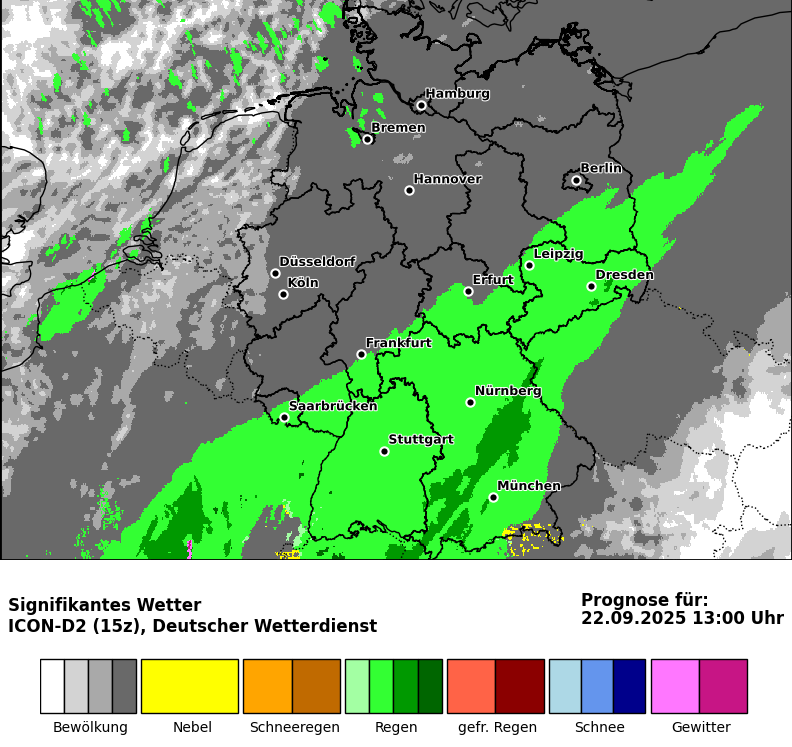 Hamburg
Bremen
Berlin
Hannover
Leipzig
Düsseldorf
Dresden
Köln
Erfurt
Frankfurt
Nürnberg
Saarbrücken
Stuttgart
München
Signifikantes Wetter
ICON-D2 (15z), Deutscher Wetterdienst
Prognose für:
22.09.2025 13:00 Uhr
Bewölkung
Nebel
Schneeregen
Regen
gefr. Regen
Schnee
Gewitter